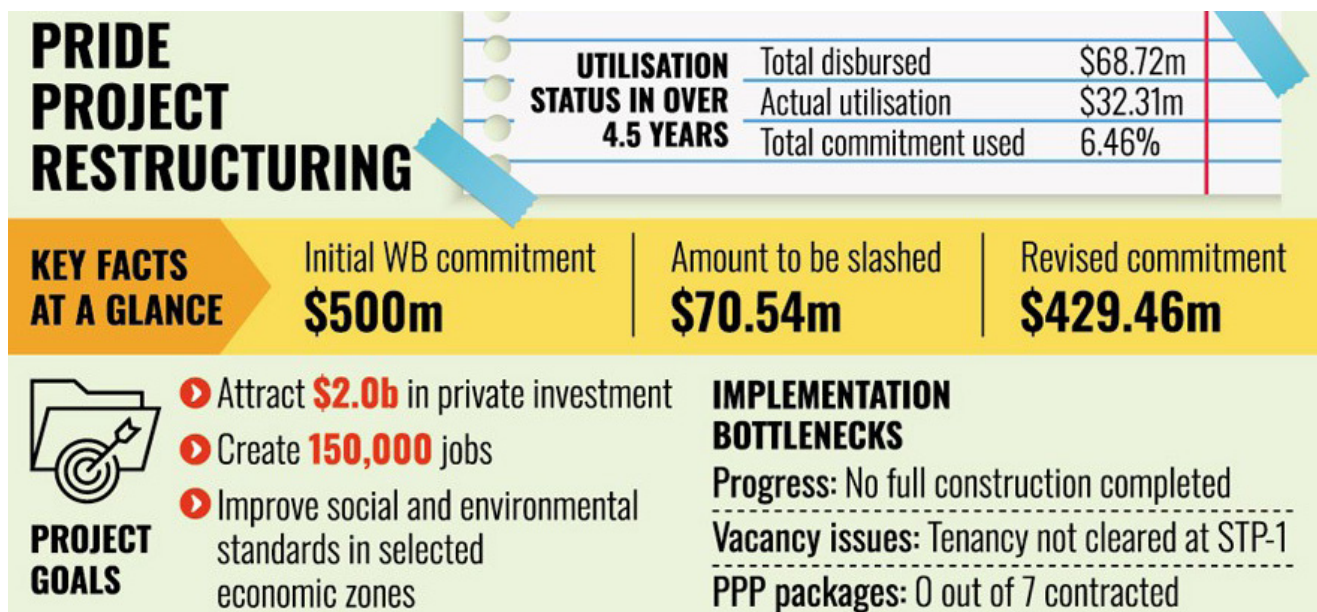 PRIDE
PROJECT
RESTRUCTURING
UTILISATION
STATUS IN OVER
4.5 YEARS
Total disbursed $68.72m
Actual utilisation $32.31m
Total commitment used 6.46%
KEY FACTS
AT A GLANCE
Initial WB commitment
$500m
Amount to be slashed
$70.54m
Revised commitment
$429.46m
PROJECT
GOALS
Attract $2.0b in private investment
Create 150,000 jobs
Improve social and environmental
standards in selected
economic zones
IMPLEMENTATION
BOTTLENECKS
Progress: No full construction completed
Vacancy issues: Tenancy not cleared at STP-1
PPP packages: 0 out of 7 contracted